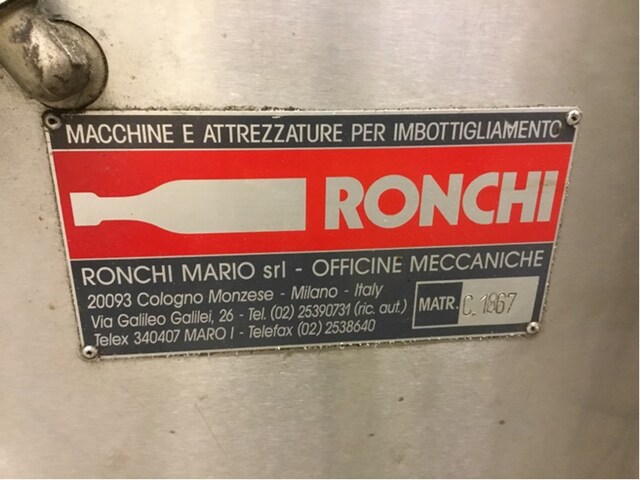 MACCHINE E ATTREZZATURE PER IMBOTTIGLIAMENTO
RONCHI
RONCHI MARIO srl - OFFICINE MECCANICHE
20093 Cologno Monzese - Milano - Italy
Via Galileo Galilei, 26 - Tel. (02) 25390731 (ric. aut.)
Telex 340407 MARO I - Telefax (02) 2538640
MATR. C_1867